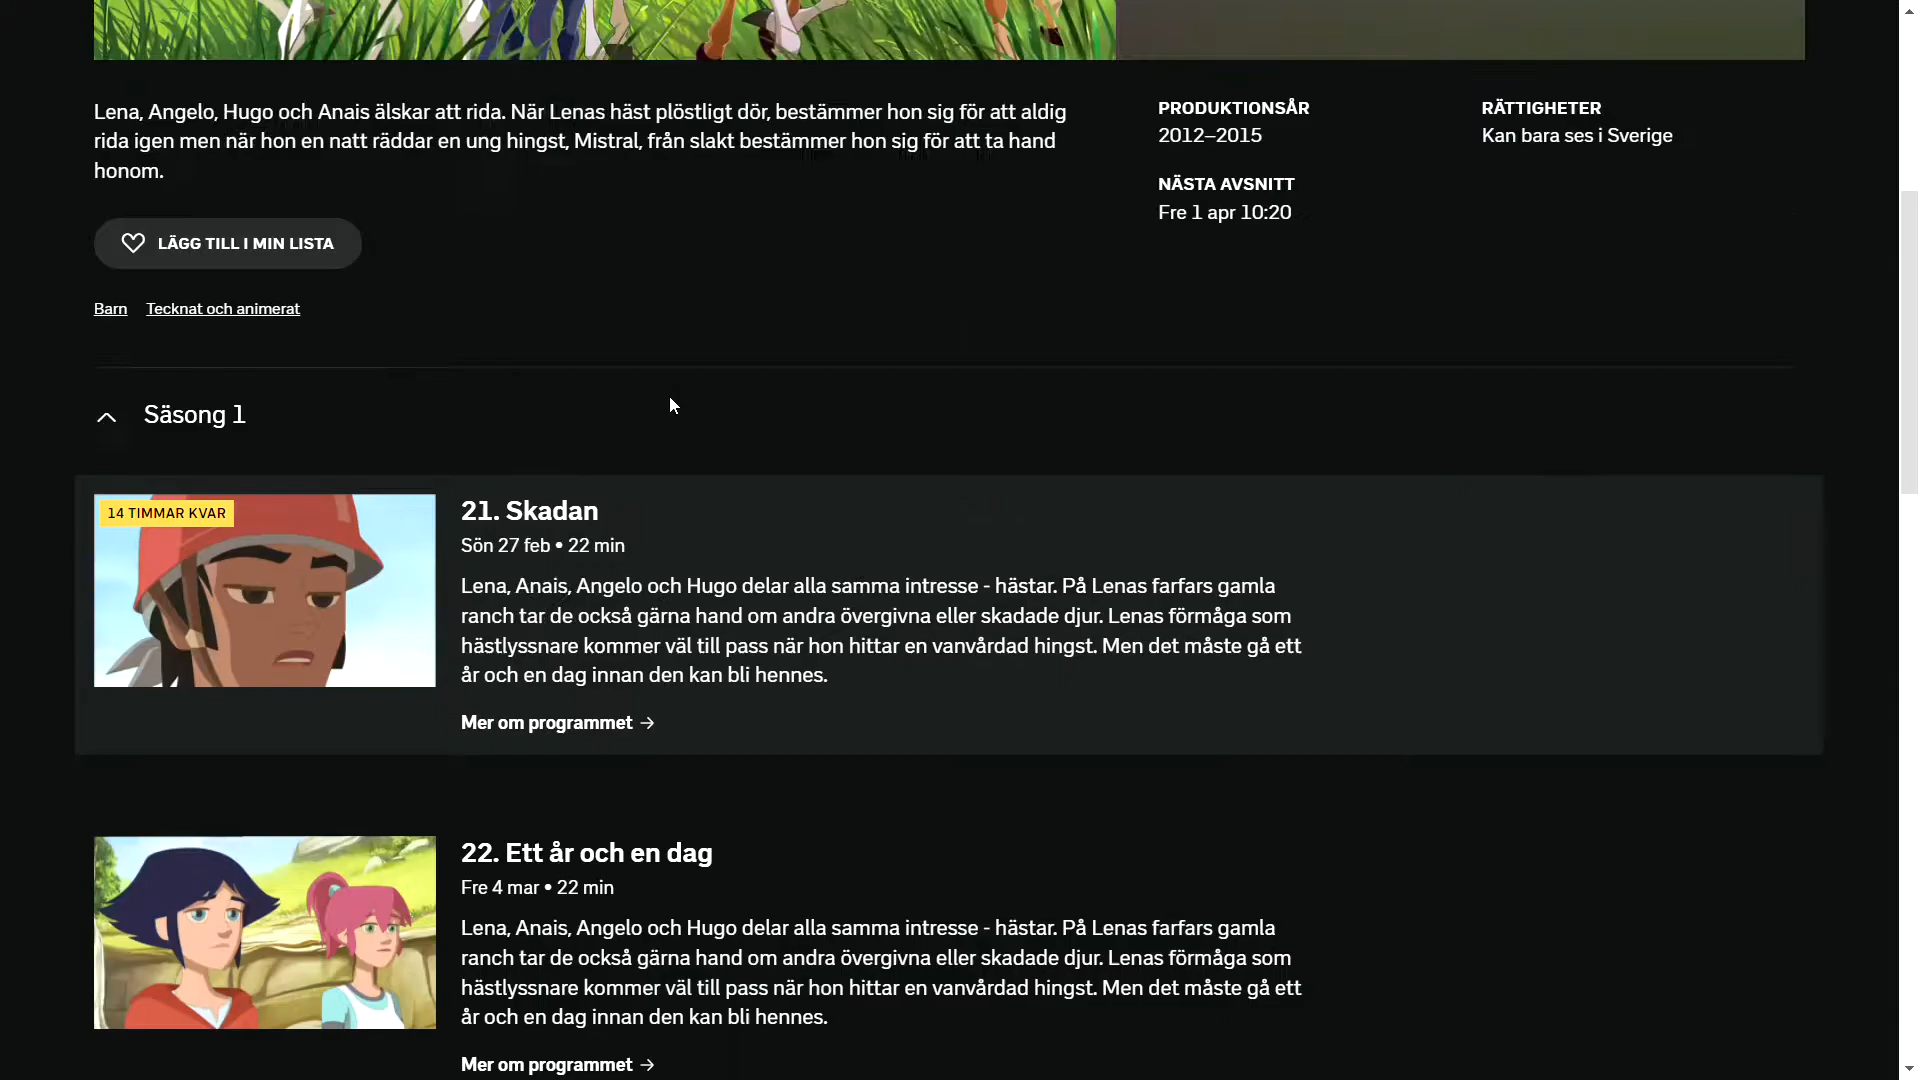 Lena, Angelo, Hugo och Anais älskar att rida. När Lenas häst plöstligt dör, bestämmer hon sig för att aldig
rida igen men när hon en natt räddar en ung hingst, Mistral, från slakt bestämmer hon sig för att ta hand
honom.
LÄGG TILL I MIN LISTA
Barn Tecknat och animerat
PRODUKTIONSÅR
2012–2015
NÄSTA AVSNITT
Fre 1 apr 10:20
RÄTTIGHETER
Kan bara ses i Sverige
Säsong 1
14 TIMMAR KVAR
21. Skadan
Sön 27 feb • 22 min
Lena, Anais, Angelo och Hugo delar alla samma intresse - hästar. På Lenas farfars gamla
ranch tar de också gärna hand om andra övergivna eller skadade djur. Lenas förmåga som
hästlyssnare kommer väl till pass när hon hittar en vanvårdad hingst. Men det måste gå ett
år och en dag innan den kan bli hennes.
Mer om programmet →
22. Ett år och en dag
Fre 4 mar • 22 min
Lena, Anais, Angelo och Hugo delar alla samma intresse - hästar. På Lenas farfars gamla
ranch tar de också gärna hand om andra övergivna eller skadade djur. Lenas förmåga som
hästlyssnare kommer väl till pass när hon hittar en vanvårdad hingst. Men det måste gå ett
år och en dag innan den kan bli hennes.
Mer om programmet →